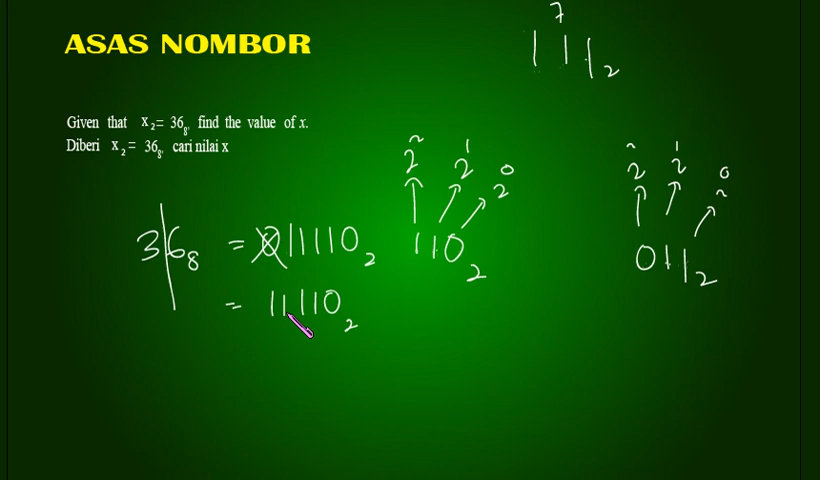 ASAS NOMBOR
7
111₂
Given that x₂ = 36₈, find the value of x.
Diberi x₂ = 36₈, cari nilai x
2² 2¹ 2⁰
2² 2¹ 2⁰
36₈ = 011110₂
110₂
011₂
= 11110₂